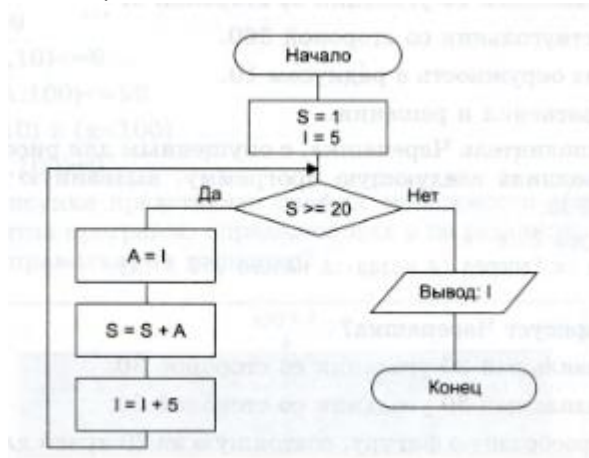 Начало
S = 1
I = 5
Да
S >= 20
Нет
A = I
Вывод: I
S = S + A
Конец
I = I + 5